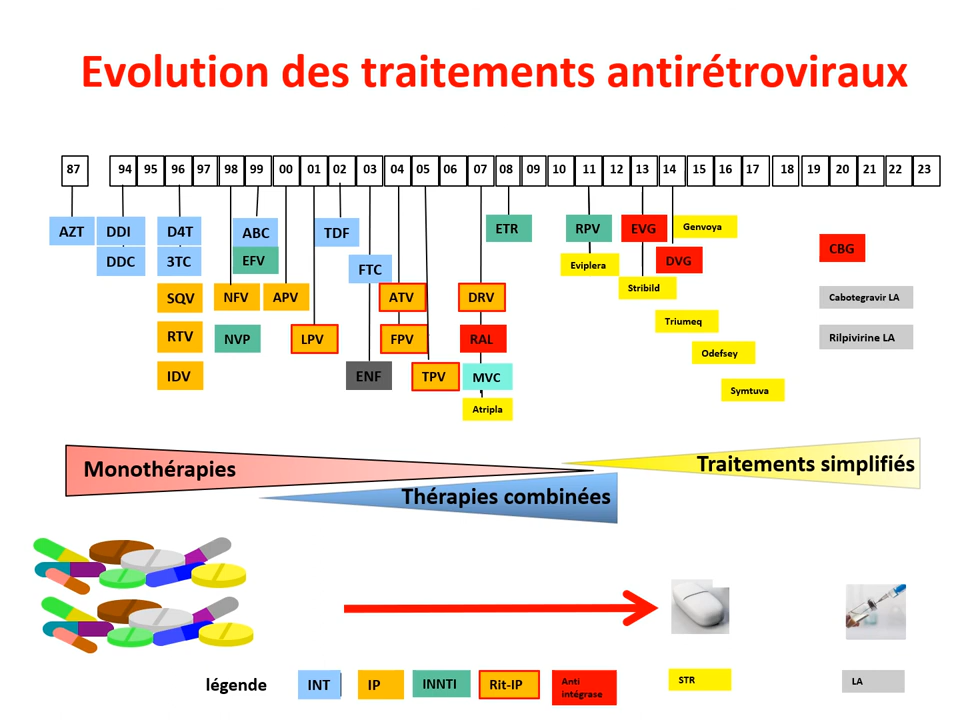 Evolution des traitements antirétroviraux
87 94 95 96 97 98 99 00 01 02 03 04 05 06 07 08 09 10 11 12 13 14 15 16 17 18 19 20 21 22 23
AZT DDI D4T ABC TDF ETR RPV EVG Genvoya
DDC 3TC EFV FTC Eviplera DVG CBG
Stribild
SQV NFV APV ATV DRV Cabotegravir LA
Triumeq
RTV NVP LPV FPV RAL Rilpivirine LA
Odefsey
IDV ENF TPV MVC
Symtuva
Atripla
Monothérapies
Traitements simplifiés
Thérapies combinées
légende INT IP INNTI Rit-IP Anti intégrase STR LA